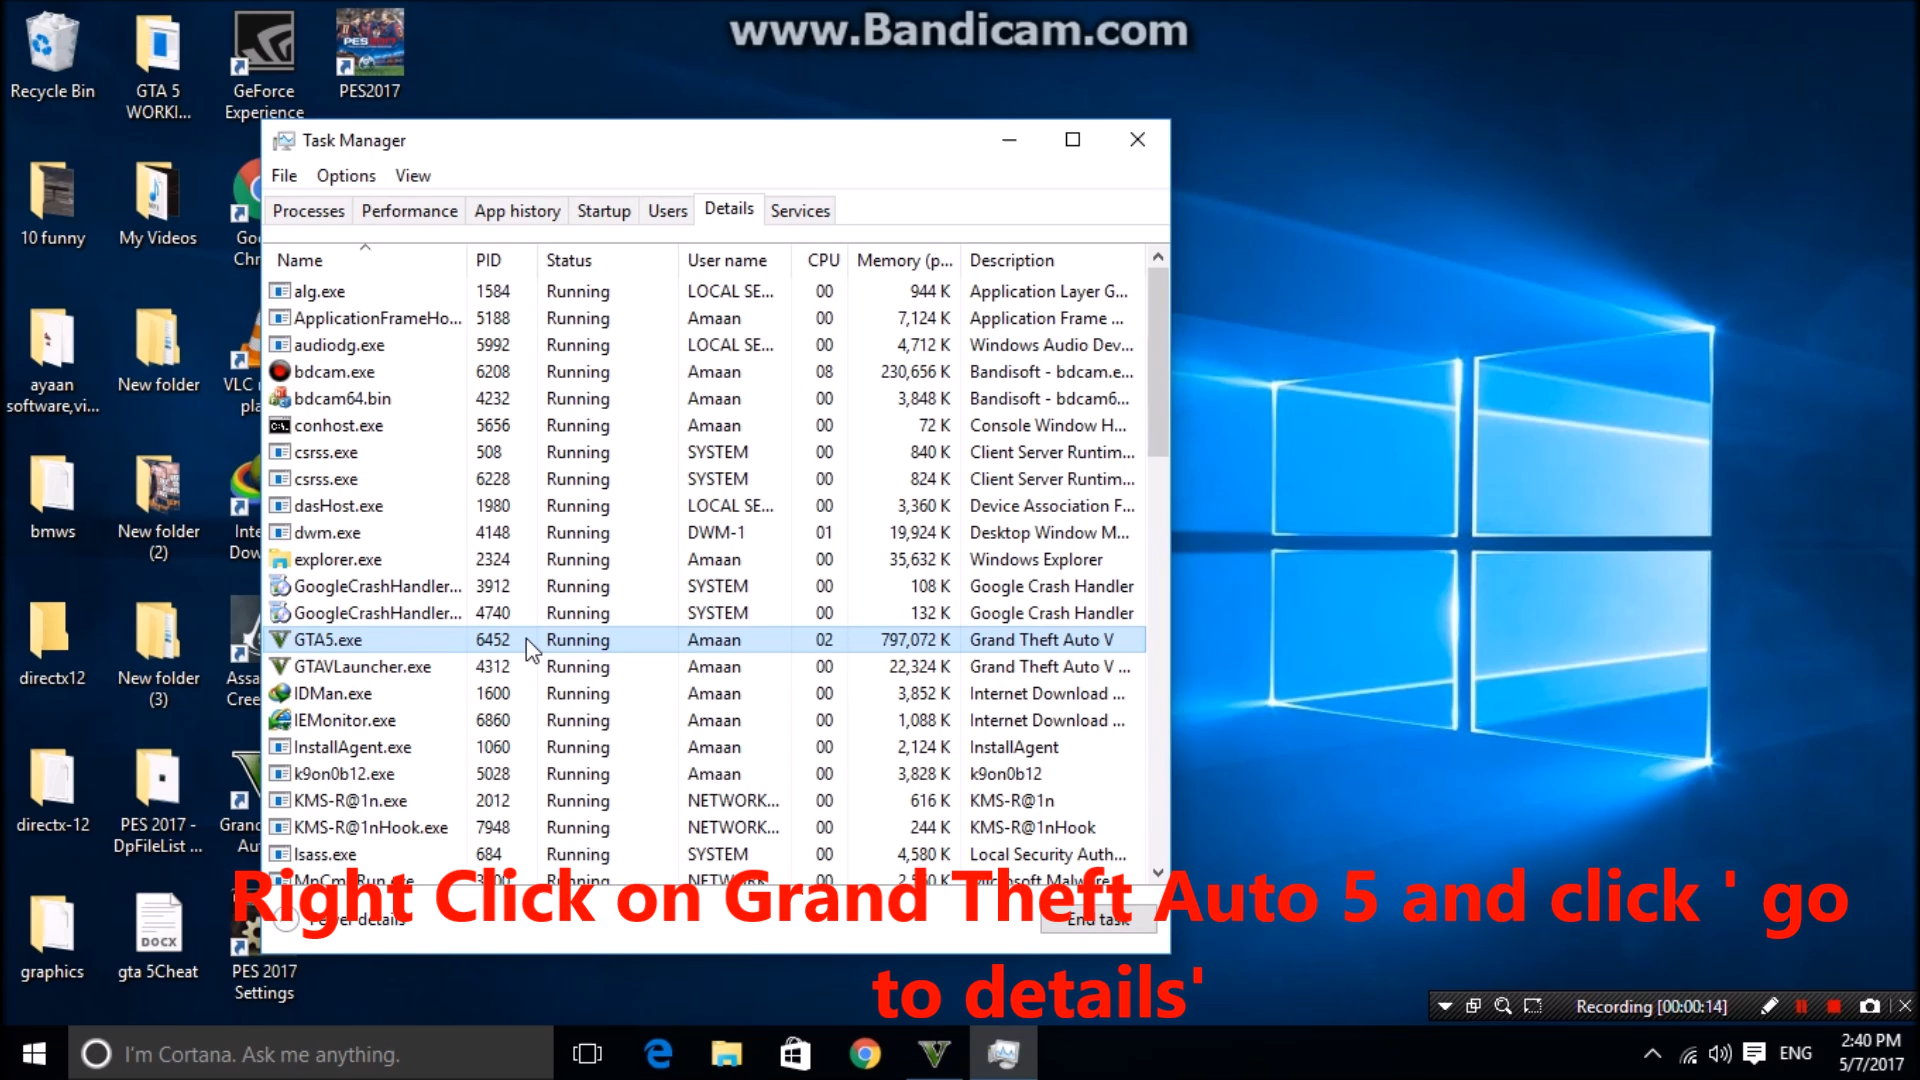 www.Bandicam.com
Recycle Bin
GTA 5
WORKI...
GeForce
Experience
PES2017
10 funny
My Videos
Goo
Chr
ayaan
software,vi...
New folder
VLC
pla
bmws
New folder
(2)
Inte
Dow
directx12
New folder
(3)
Assa
Cree
directx-12
PES 2017 -
DpFileList ...
Gran
Au
graphics
DOCX
gta 5Cheat
PES 2017
Settings
Task Manager
File Options View
Processes Performance App history Startup Users Details Services
Name PID Status User name CPU Memory (p... Description
alg.exe 1584 Running LOCAL SE... 00 944 K Application Layer G...
ApplicationFrameHo... 5188 Running Amaan 00 7,124 K Application Frame ...
audiodg.exe 5992 Running LOCAL SE... 00 4,712 K Windows Audio Dev...
bdcam.exe 6208 Running Amaan 08 230,656 K Bandisoft - bdcam.e...
bdcam64.bin 4232 Running Amaan 00 3,848 K Bandisoft - bdcam6...
conhost.exe 5656 Running Amaan 00 72 K Console Window H...
csrss.exe 508 Running SYSTEM 00 840 K Client Server Runtim...
csrss.exe 6228 Running SYSTEM 00 824 K Client Server Runtim...
dasHost.exe 1980 Running LOCAL SE... 00 3,360 K Device Association F...
dwm.exe 4148 Running DWM-1 01 19,924 K Desktop Window M...
explorer.exe 2324 Running Amaan 00 35,632 K Windows Explorer
GoogleCrashHandler... 3912 Running SYSTEM 00 108 K Google Crash Handler
GoogleCrashHandler... 4740 Running SYSTEM 00 132 K Google Crash Handler
GTA5.exe 6452 Running Amaan 02 797,072 K Grand Theft Auto V
GTAVLauncher.exe 4312 Running Amaan 00 22,324 K Grand Theft Auto V ...
IDMan.exe 1600 Running Amaan 00 3,852 K Internet Download ...
IEMonitor.exe 6860 Running Amaan 00 1,088 K Internet Download ...
InstallAgent.exe 1060 Running Amaan 00 2,124 K InstallAgent
k9on0b12.exe 5028 Running Amaan 00 3,828 K k9on0b12
KMS-R@1n.exe 2012 Running NETWORK... 00 616 K KMS-R@1n
KMS-R@1nHook.exe 7948 Running NETWORK... 00 244 K KMS-R@1nHook
lsass.exe 684 Running SYSTEM 00 4,580 K Local Security Auth...
Fewer details End task
Right Click on Grand Theft Auto 5 and click ' go
to details'
Recording [00:00:14]
I'm Cortana. Ask me anything.
ENG
2:40 PM
5/7/2017